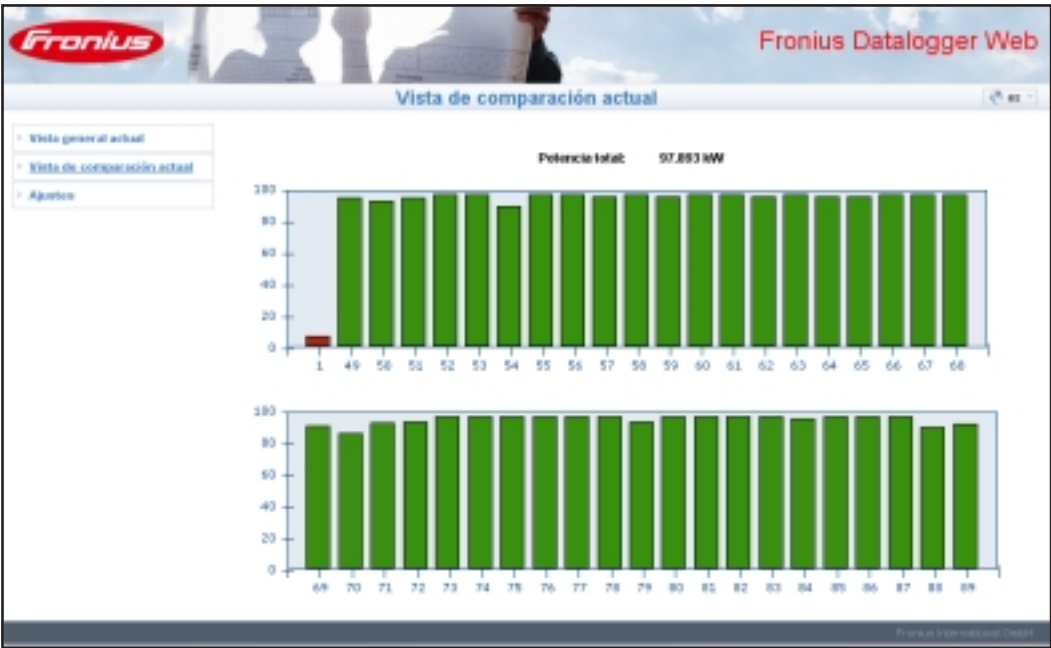 Fronius
Fronius Datalogger Web
Vista de comparación actual
es
Vista general actual
Vista de comparación actual
Ajustes
Potencia total: 97.893 kW
100
80
60
40
20
0
1 49 50 51 52 53 54 55 56 57 58 59 60 61 62 63 64 65 66 67 68
100
80
60
40
20
0
69 70 71 72 73 74 75 76 77 78 79 80 81 82 83 84 85 86 87 88 89
Fronius International GmbH